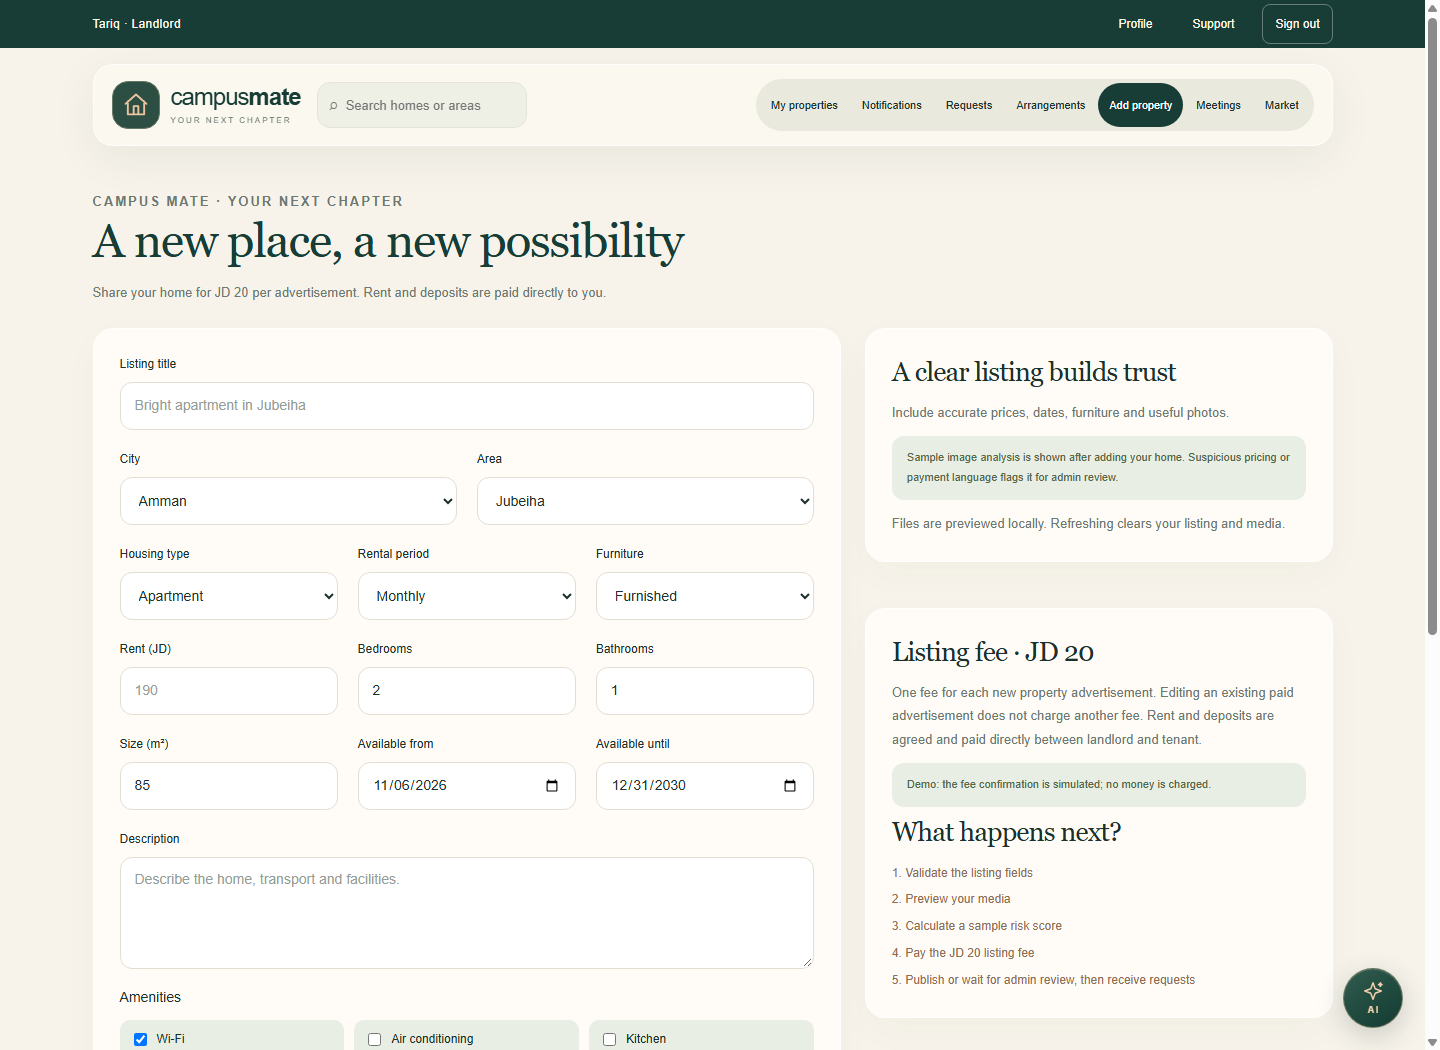 Tariq · Landlord
Profile
Support
Sign out
campusmate
YOUR NEXT CHAPTER
Search homes or areas
My properties
Notifications
Requests
Arrangements
Add property
Meetings
Market
CAMPUS MATE · YOUR NEXT CHAPTER
A new place, a new possibility
Share your home for JD 20 per advertisement. Rent and deposits are paid directly to you.
Listing title
Bright apartment in Jubeiha
City
Area
Amman
Jubeiha
Housing type
Rental period
Furniture
Apartment
Monthly
Furnished
Rent (JD)
Bedrooms
Bathrooms
190
2
1
Size (m²)
Available from
Available until
85
11/06/2026
12/31/2030
Description
Describe the home, transport and facilities.
Amenities
Wi-Fi
Air conditioning
Kitchen
A clear listing builds trust
Include accurate prices, dates, furniture and useful photos.
Sample image analysis is shown after adding your home. Suspicious pricing or
payment language flags it for admin review.
Files are previewed locally. Refreshing clears your listing and media.
Listing fee · JD 20
One fee for each new property advertisement. Editing an existing paid
advertisement does not charge another fee. Rent and deposits are
agreed and paid directly between landlord and tenant.
Demo: the fee confirmation is simulated; no money is charged.
What happens next?
1. Validate the listing fields
2. Preview your media
3. Calculate a sample risk score
4. Pay the JD 20 listing fee
5. Publish or wait for admin review, then receive requests
AI